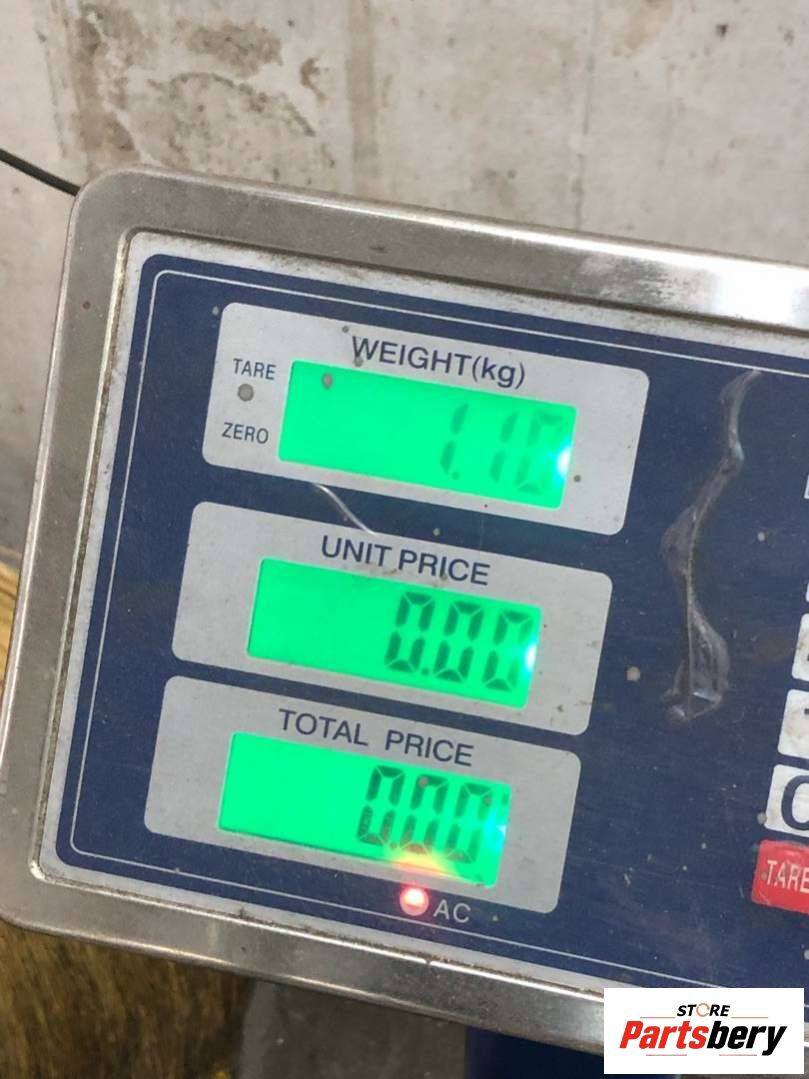 WEIGHT(kg)
TARE
1.10
ZERO
UNIT PRICE
0.00
TOTAL PRICE
0.00
AC
TARE
STORE
Partsbery